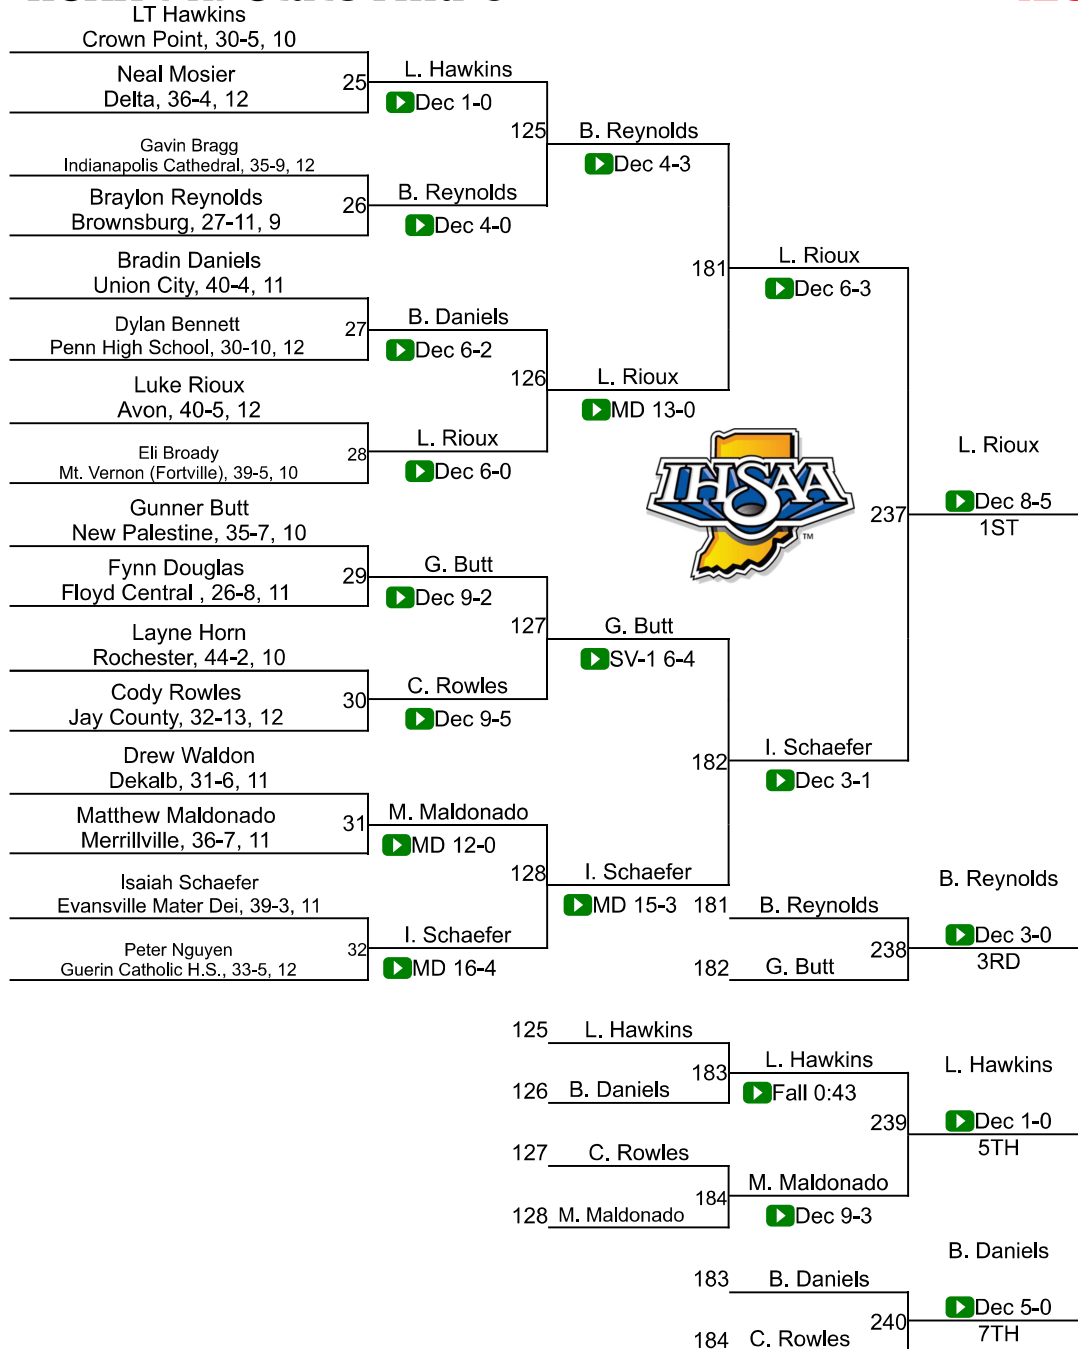 LT Hawkins
Crown Point, 30-5, 10
Neal Mosier
Delta, 36-4, 12
25
L. Hawkins
Dec 1-0
Gavin Bragg
Indianapolis Cathedral, 35-9, 12
Braylon Reynolds
Brownsburg, 27-11, 9
26
B. Reynolds
Dec 4-0
125
B. Reynolds
Dec 4-3
Bradin Daniels
Union City, 40-4, 11
Dylan Bennett
Penn High School, 30-10, 12
27
B. Daniels
Dec 6-2
Luke Rioux
Avon, 40-5, 12
Eli Broady
Mt. Vernon (Fortville), 39-5, 10
28
L. Rioux
Dec 6-0
126
L. Rioux
MD 13-0
181
L. Rioux
Dec 6-3
IHSAA
TM
Gunner Butt
New Palestine, 35-7, 10
Fynn Douglas
Floyd Central , 26-8, 11
29
G. Butt
Dec 9-2
Layne Horn
Rochester, 44-2, 10
Cody Rowles
Jay County, 32-13, 12
30
C. Rowles
Dec 9-5
127
G. Butt
SV-1 6-4
Drew Waldon
Dekalb, 31-6, 11
Matthew Maldonado
Merrillville, 36-7, 11
31
M. Maldonado
MD 12-0
Isaiah Schaefer
Evansville Mater Dei, 39-3, 11
Peter Nguyen
Guerin Catholic H.S., 33-5, 12
32
I. Schaefer
MD 16-4
128
I. Schaefer
MD 15-3
182
I. Schaefer
Dec 3-1
237
L. Rioux
Dec 8-5
1ST
181
B. Reynolds
182
G. Butt
238
B. Reynolds
Dec 3-0
3RD
125
L. Hawkins
126
B. Daniels
183
L. Hawkins
Fall 0:43
127
C. Rowles
128
M. Maldonado
184
M. Maldonado
Dec 9-3
239
L. Hawkins
Dec 1-0
5TH
183
B. Daniels
184
C. Rowles
240
B. Daniels
Dec 5-0
7TH